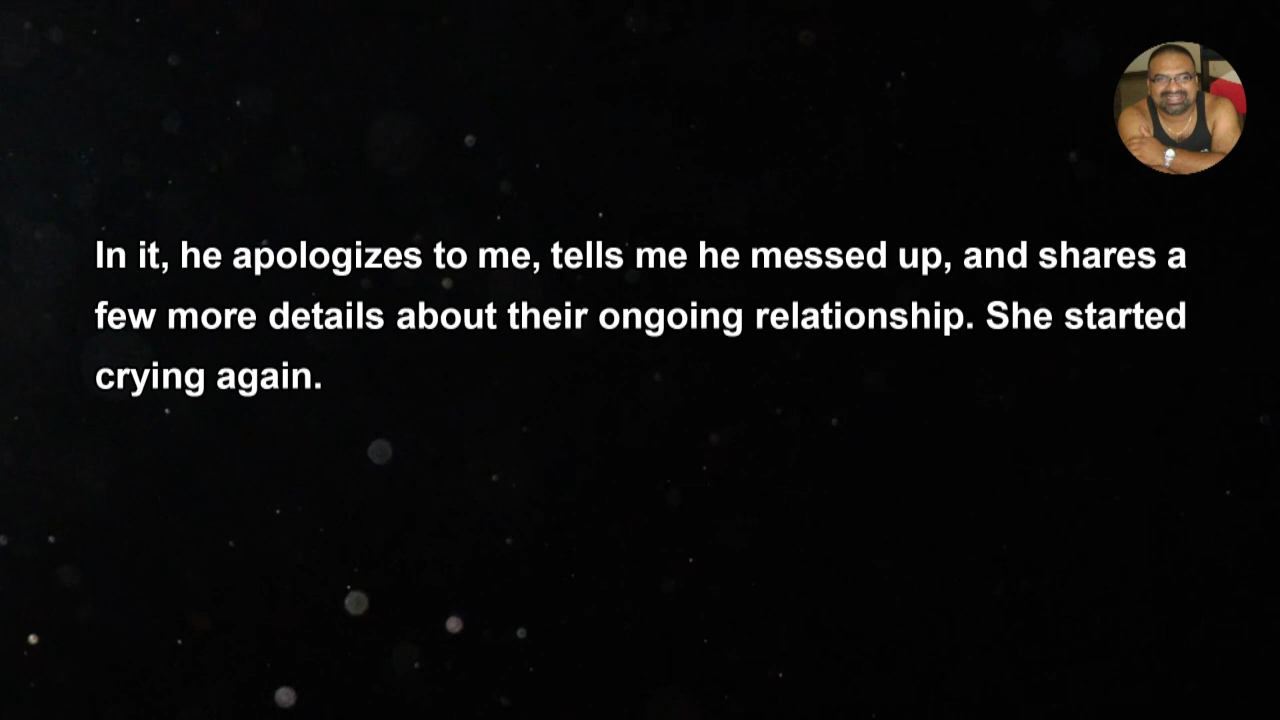 In it, he apologizes to me, tells me he messed up, and shares a
few more details about their ongoing relationship. She started
crying again.